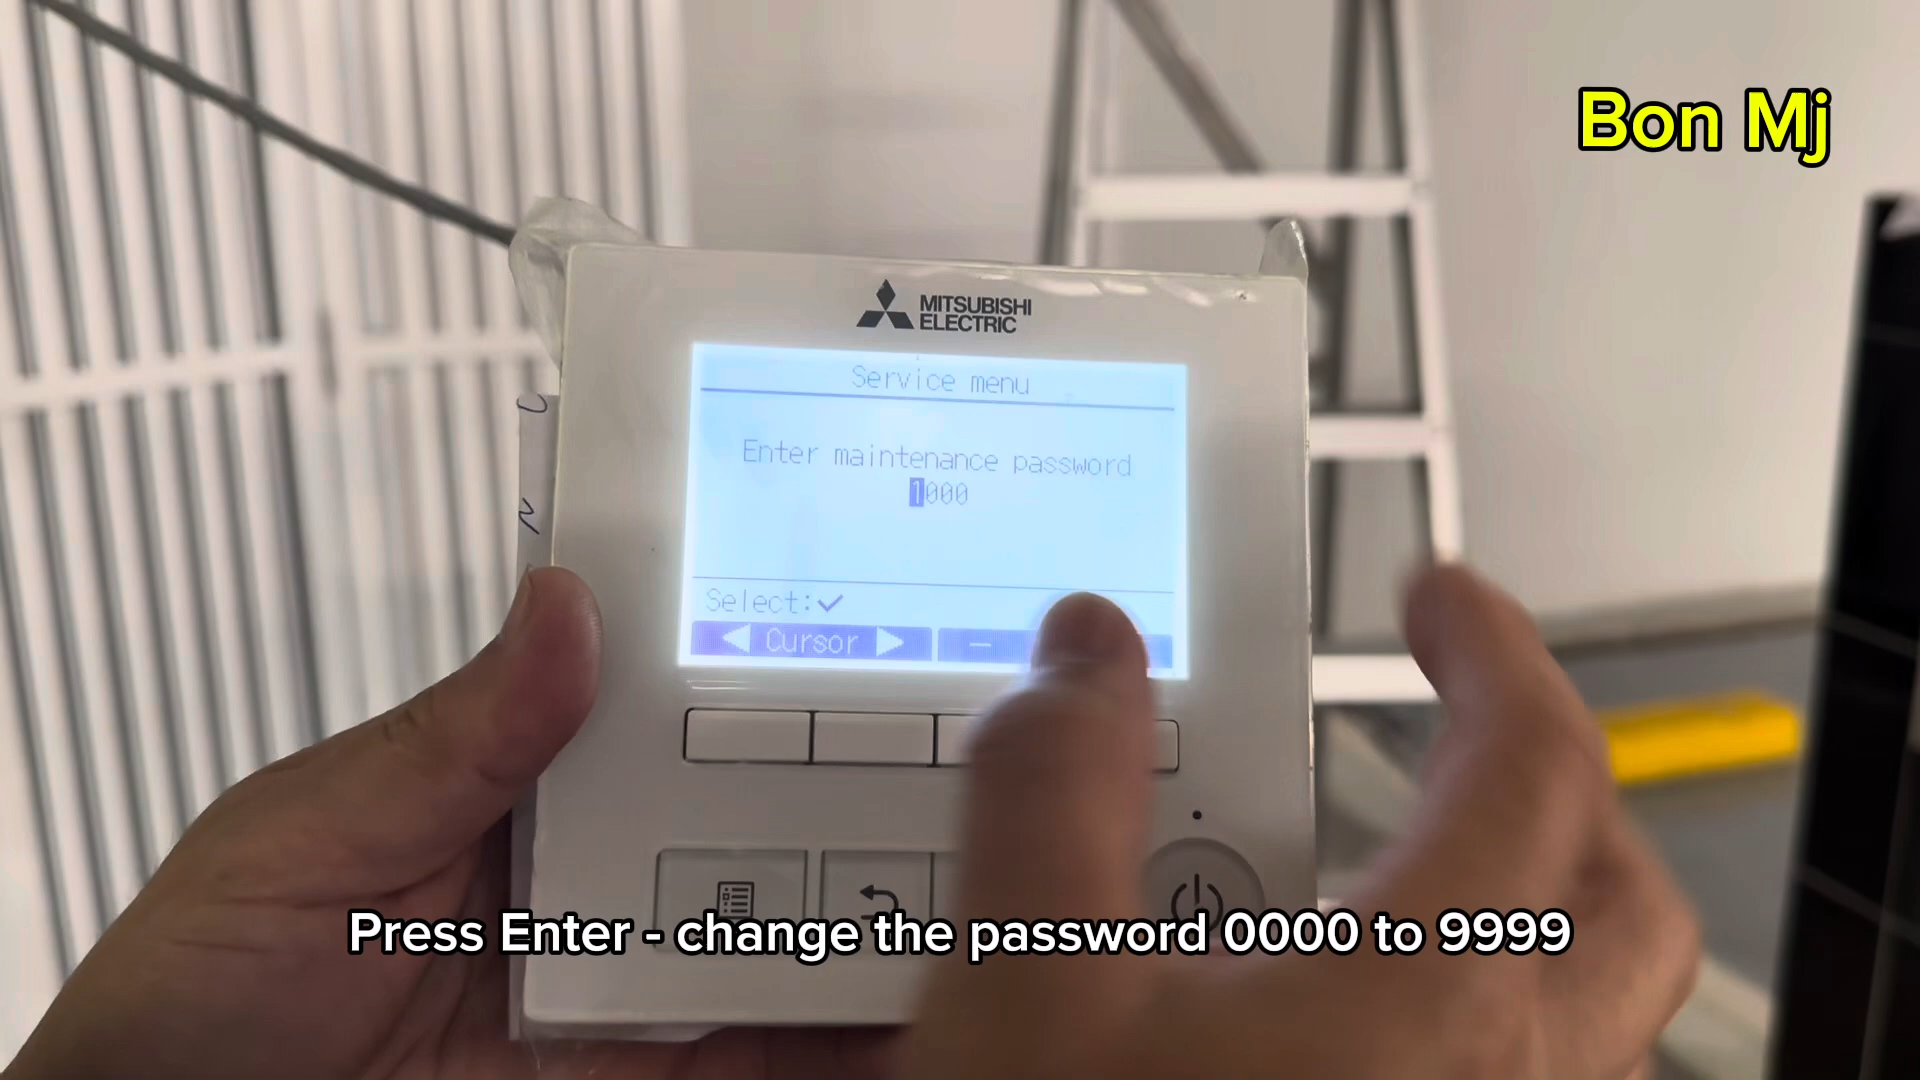 Bon Mj
MITSUBISHI
ELECTRIC
Service menu
Enter maintenance password
1000
Select:✓
◀ Cursor ▶ −
Press Enter - change the password 0000 to 9999